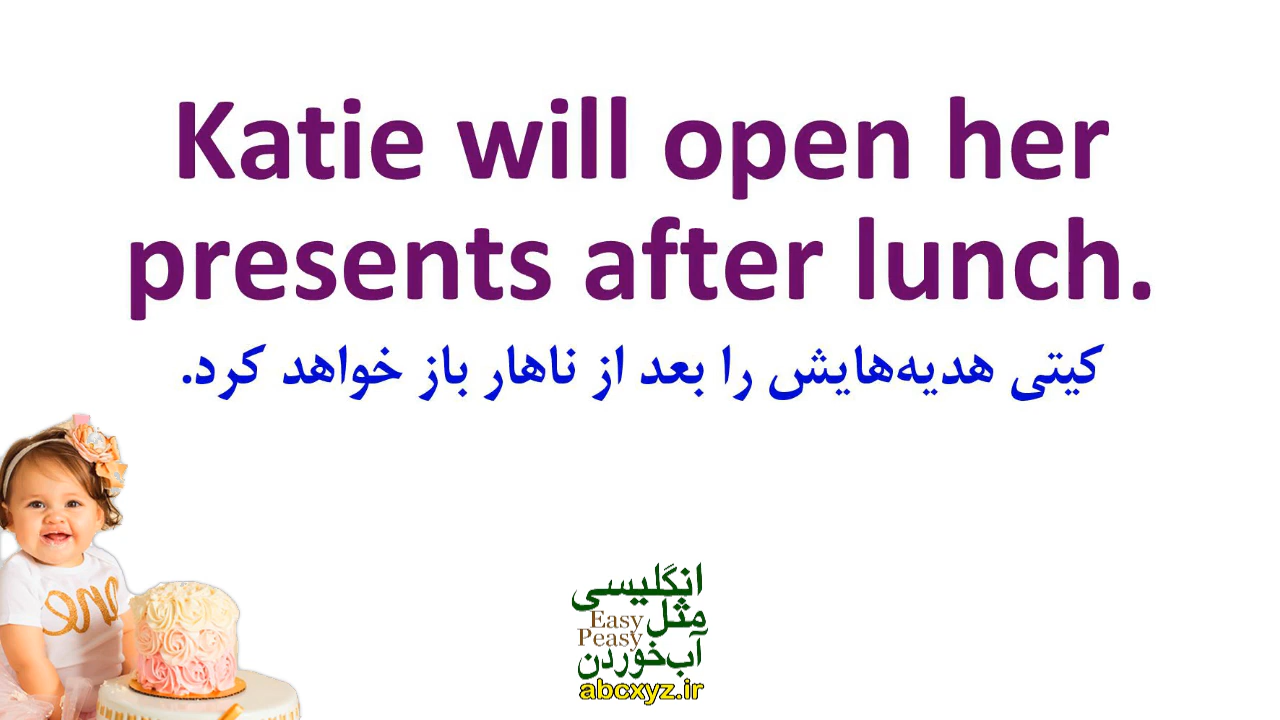 Katie will open her
presents after lunch.
کیتی هدیه‌هایش را بعد از ناهار باز خواهد کرد.
one
انگلیسی
مثل
Easy
Peasy
آب‌خوردن
abcxyz.ir